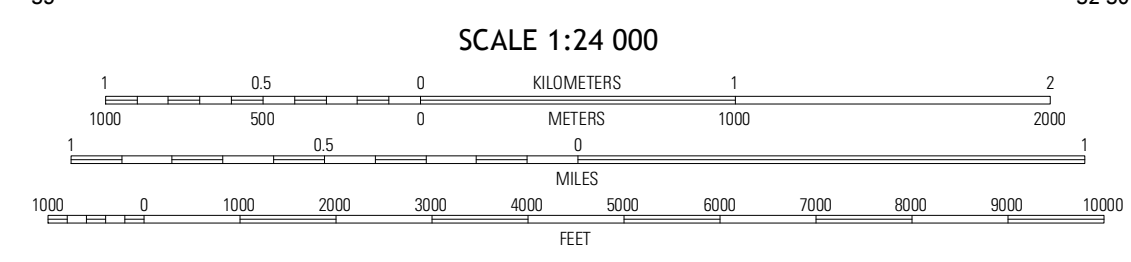 SCALE 1:24 000
1 0.5 0 KILOMETERS 1 2
1000 500 0 METERS 1000 2000
1 0.5 0 1
MILES
1000 0 1000 2000 3000 4000 5000 6000 7000 8000 9000 10000
FEET